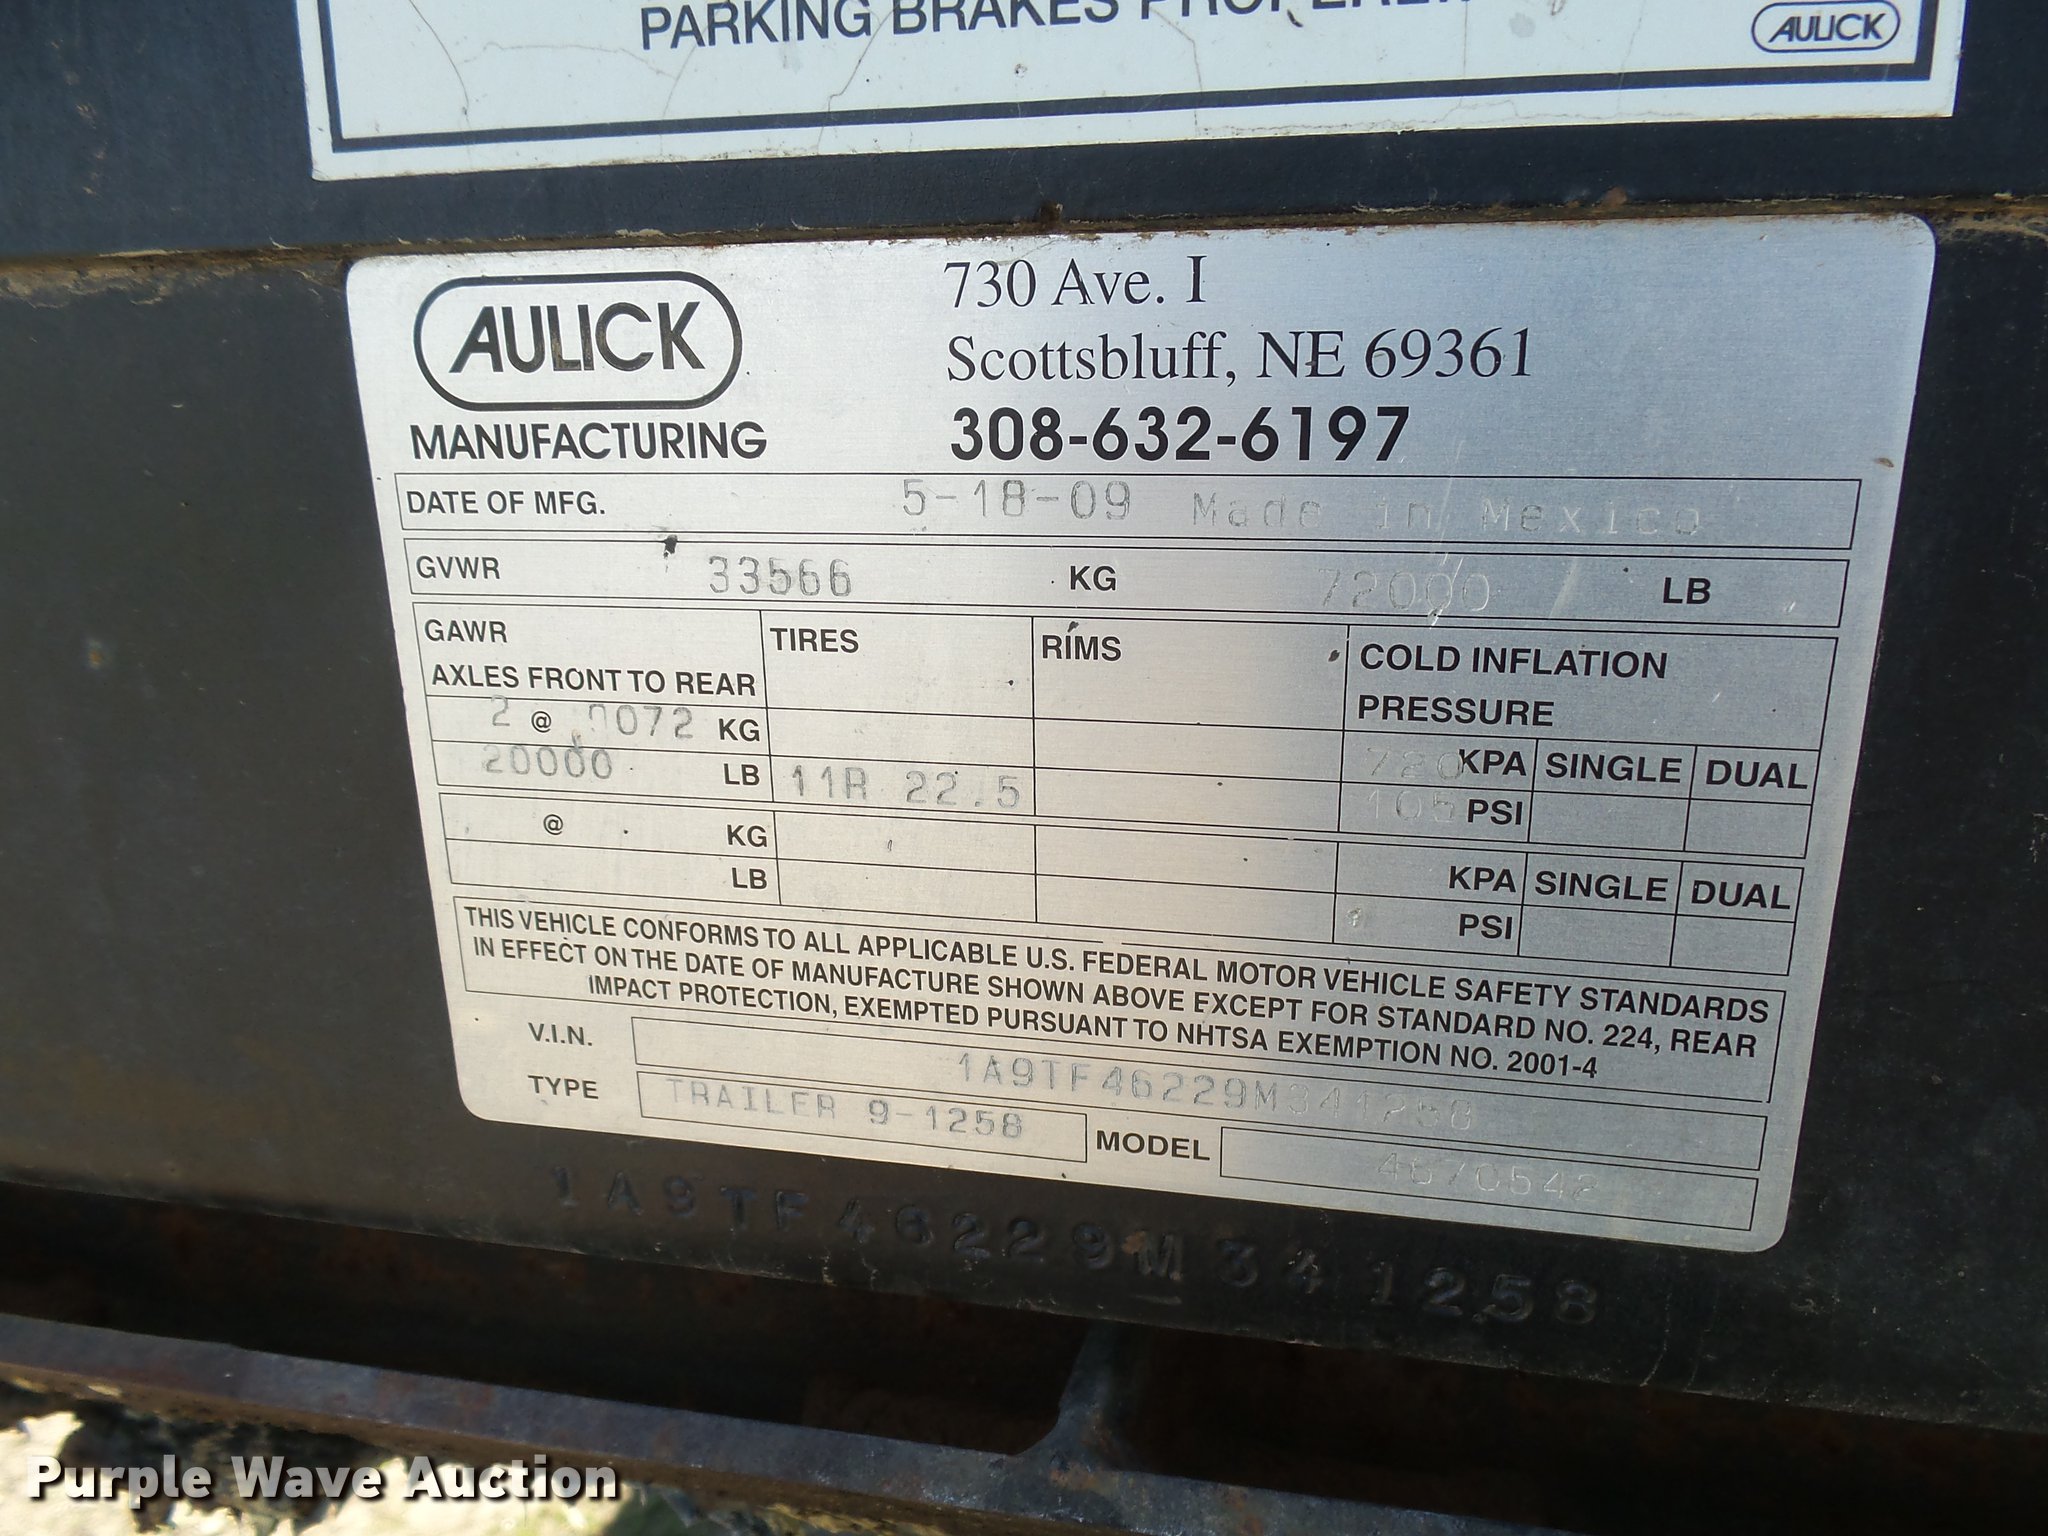 PARKING BRAKES
AULICK
AULICK
MANUFACTURING
730 Ave. I
Scottsbluff, NE 69361
308-632-6197
DATE OF MFG. 5-18-09 Made in Mexico
GVWR 33566 KG 72000 LB
GAWR
AXLES FRONT TO REAR
TIRES
RIMS
COLD INFLATION
PRESSURE
2 @ 9072 KG
720 KPA SINGLE DUAL
20000 LB 11R 22.5
105 PSI
@ KG
KPA SINGLE DUAL
LB
PSI
THIS VEHICLE CONFORMS TO ALL APPLICABLE U.S. FEDERAL MOTOR VEHICLE SAFETY STANDARDS
IN EFFECT ON THE DATE OF MANUFACTURE SHOWN ABOVE EXCEPT FOR STANDARD NO. 224, REAR
IMPACT PROTECTION, EXEMPTED PURSUANT TO NHTSA EXEMPTION NO. 2001-4
V.I.N. 1A9TF46229M341258
TYPE TRAILER 9-1258
MODEL 4670542
1A9TF46229M341258
Purple Wave Auction